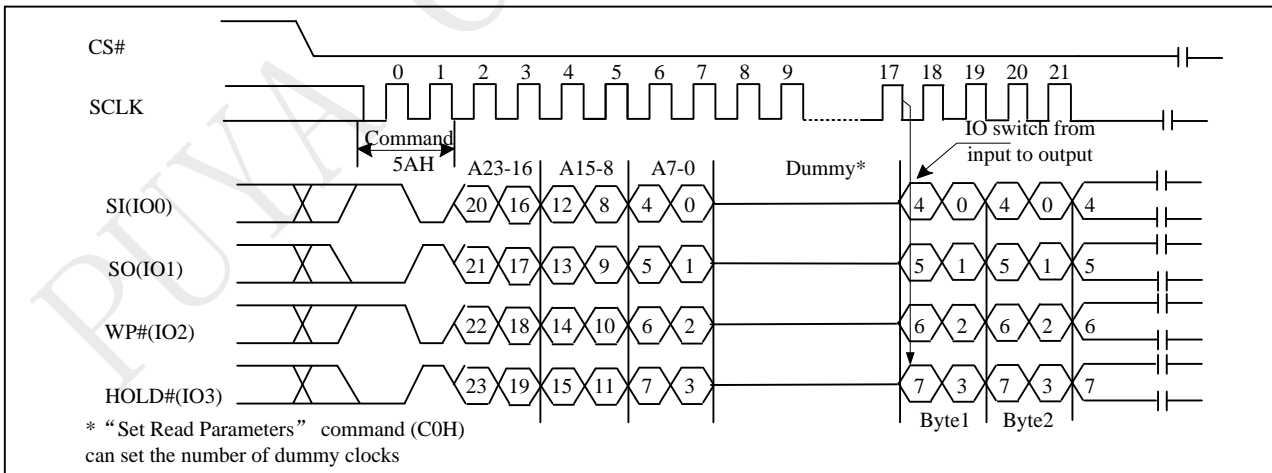 PUYA
CS#
0 1 2 3 4 5 6 7 8 9 17 18 19 20 21
SCLK
Command
5AH
IO switch from
input to output
A23-16 A15-8 A7-0 Dummy*
SI(IO0) 20 16 12 8 4 0 4 0 4 0 4
SO(IO1) 21 17 13 9 5 1 5 1 5 1 5
WP#(IO2) 22 18 14 10 6 2 6 2 6 2 6
HOLD#(IO3) 23 19 15 11 7 3 7 3 7 3 7
Byte1 Byte2
* “Set Read Parameters” command (C0H)
can set the number of dummy clocks